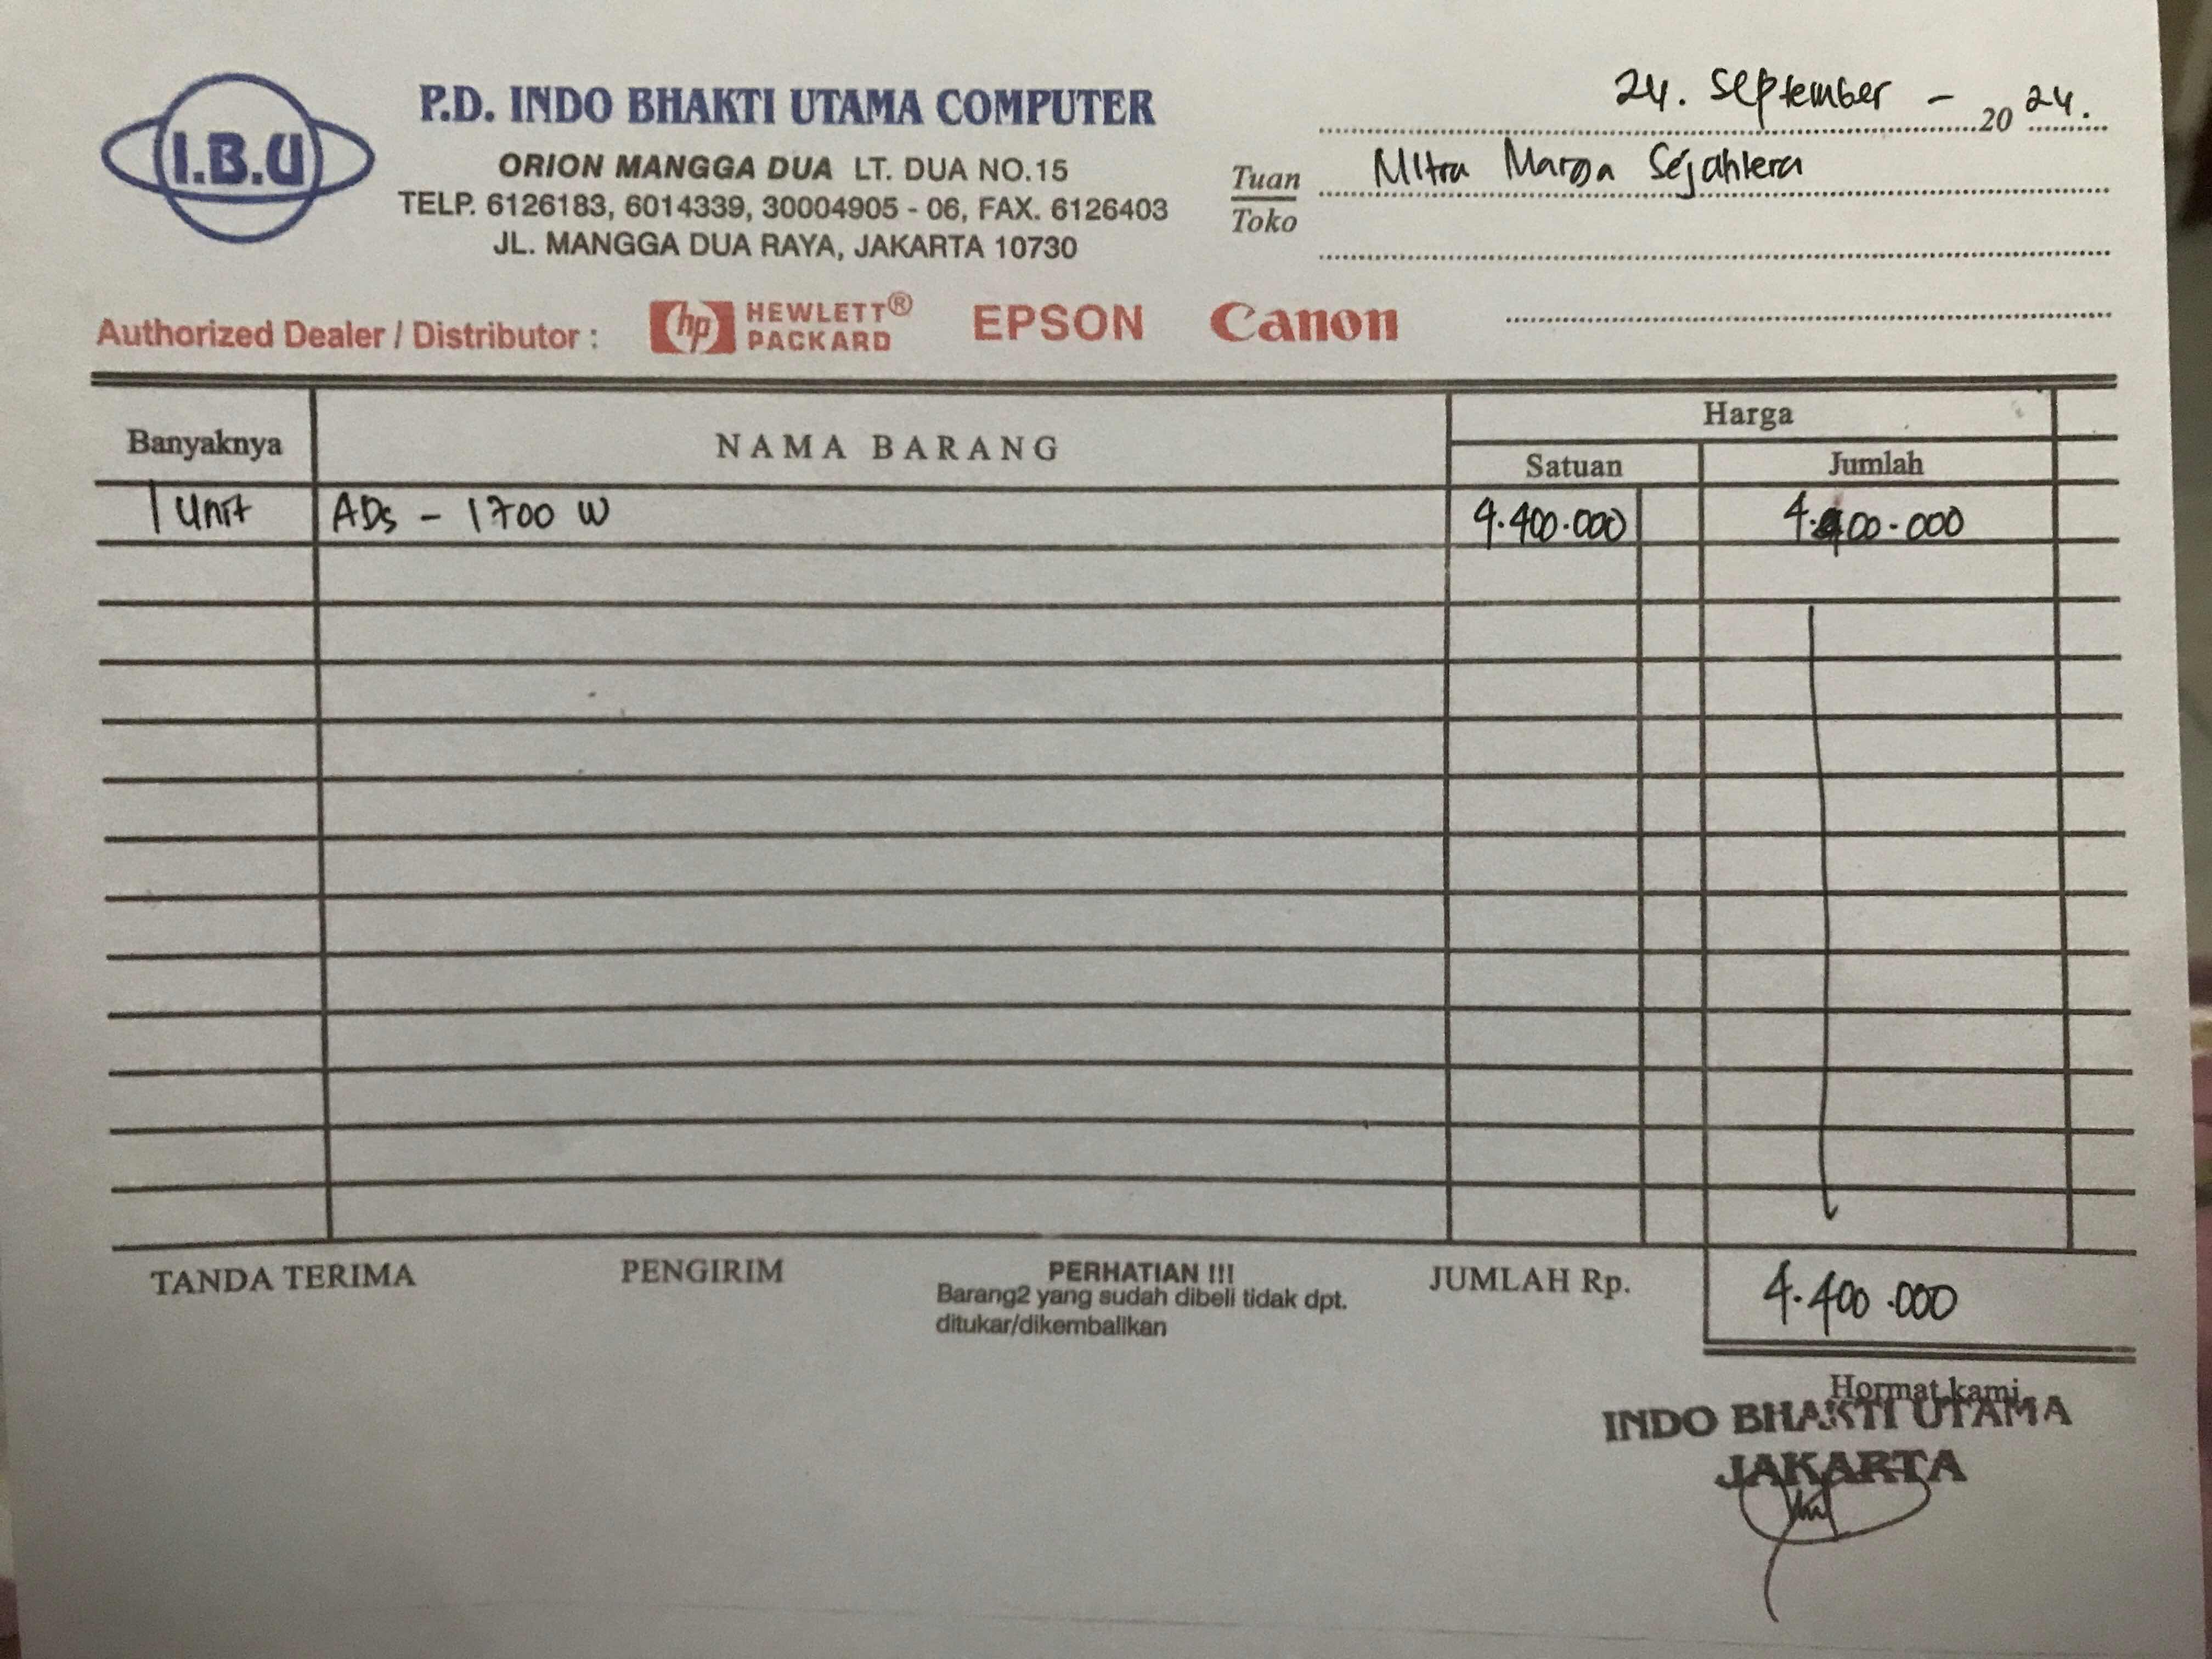 I.B.U
P.D. INDO BHAKTI UTAMA COMPUTER
ORION MANGGA DUA LT. DUA NO.15
TELP. 6126183, 6014339, 30004905 - 06, FAX. 6126403
JL. MANGGA DUA RAYA, JAKARTA 10730
24. September - 2024.
Tuan Mitra Marga Sejahtera
Toko
Authorized Dealer / Distributor : hp HEWLETT® PACKARD EPSON Canon
Banyaknya NAMA BARANG Harga
Satuan Jumlah
1 Unit ADS - 1700 W 4.400.000 4.400.000
TANDA TERIMA PENGIRIM PERHATIAN !!! JUMLAH Rp. 4.400.000
Barang2 yang sudah dibeli tidak dpt.
ditukar/dikembalikan
Hormat kami,
INDO BHAKTI UTAMA
JAKARTA